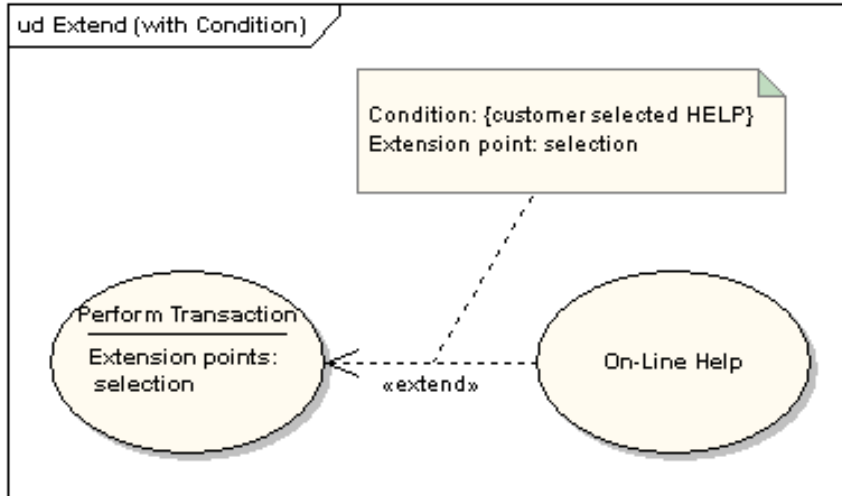 ud Extend (with Condition)
Condition: {customer selected HELP}
Extension point: selection
Perform Transaction
Extension points:
selection
«extend»
On-Line Help